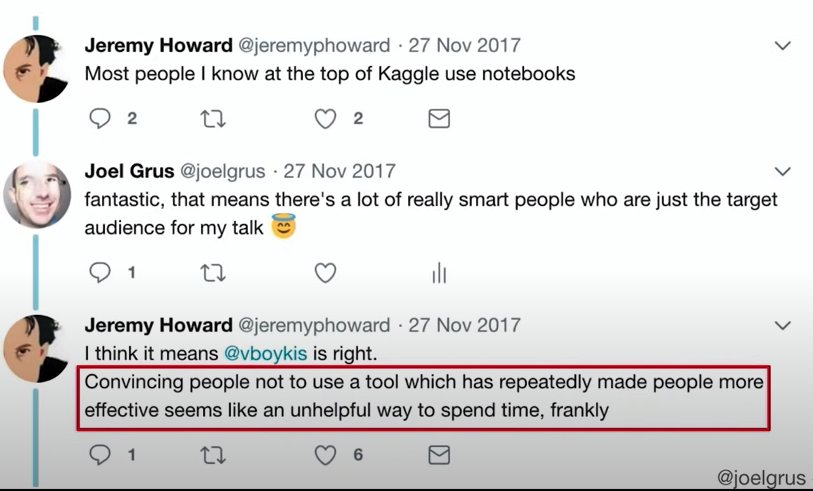 Jeremy Howard @jeremyphoward · 27 Nov 2017
Most people I know at the top of Kaggle use notebooks
2 2
Joel Grus @joelgrus · 27 Nov 2017
fantastic, that means there's a lot of really smart people who are just the target
audience for my talk 😇
1
Jeremy Howard @jeremyphoward · 27 Nov 2017
I think it means @vboykis is right.
Convincing people not to use a tool which has repeatedly made people more
effective seems like an unhelpful way to spend time, frankly
1 6
@joelgrus